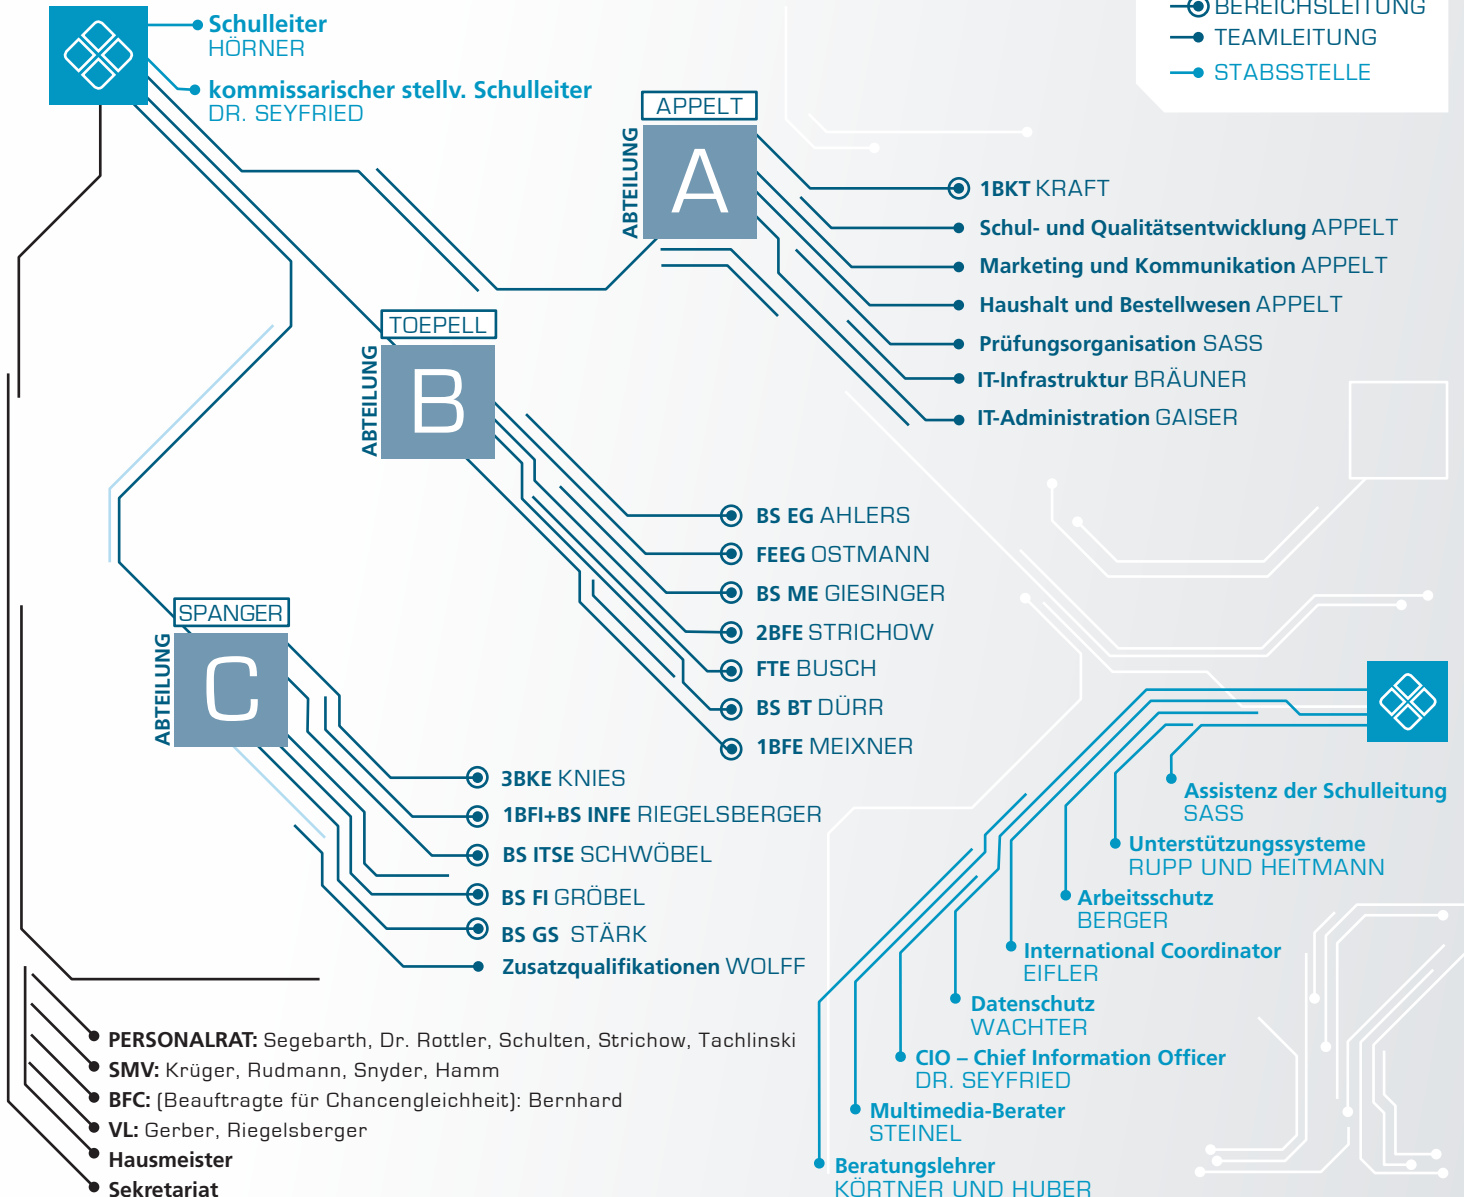 BEREICHSLEITUNG
TEAMLEITUNG
STABSSTELLE
Schulleiter
HÖRNER
kommissarischer stellv. Schulleiter
DR. SEYFRIED
APPELT
ABTEILUNG
A
1BKT KRAFT
Schul- und Qualitätsentwicklung APPELT
Marketing und Kommunikation APPELT
Haushalt und Bestellwesen APPELT
Prüfungsorganisation SASS
IT-Infrastruktur BRÄUNER
IT-Administration GAISER
TOEPELL
ABTEILUNG
B
BS EG AHLERS
FEEG OSTMANN
BS ME GIESINGER
2BFE STRICHOW
FTE BUSCH
BS BT DÜRR
1BFE MEIXNER
SPANGER
ABTEILUNG
C
3BKE KNIES
1BFI+BS INFE RIEGELSBERGER
BS ITSE SCHWÖBEL
BS FI GRÖBEL
BS GS STÄRK
Zusatzqualifikationen WOLFF
Assistenz der Schulleitung
SASS
Unterstützungssysteme
RUPP UND HEITMANN
Arbeitsschutz
BERGER
International Coordinator
EIFLER
Datenschutz
WACHTER
CIO – Chief Information Officer
DR. SEYFRIED
Multimedia-Berater
STEINEL
Beratungslehrer
KÖRTNER UND HUBER
PERSONALRAT: Segebarth, Dr. Rottler, Schulten, Strichow, Tachlinski
SMV: Krüger, Rudmann, Snyder, Hamm
BFC: (Beauftragte für Chancengleichheit): Bernhard
VL: Gerber, Riegelsberger
Hausmeister
Sekretariat